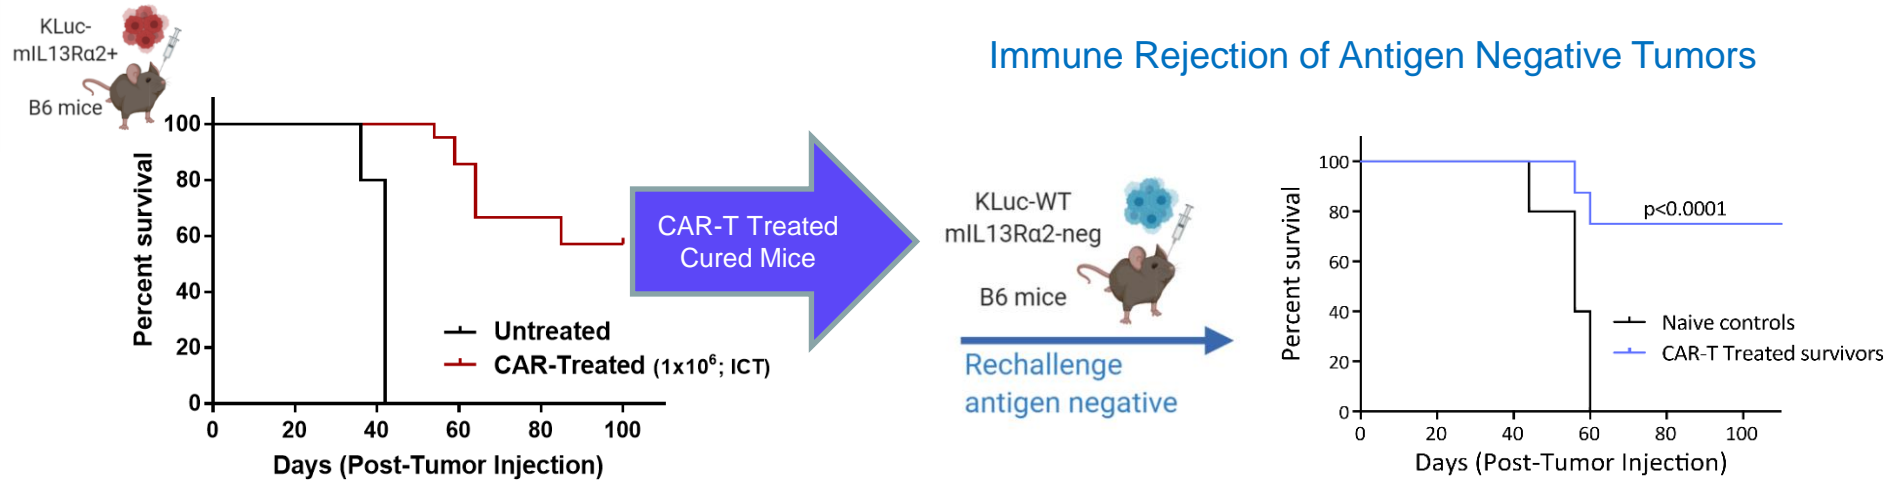 KLuc-
mIL13Rα2+
B6 mice
Percent survival
100
80
60
40
20
0
0 20 40 60 80 100
Days (Post-Tumor Injection)
Untreated
CAR-Treated (1x10⁶; ICT)
CAR-T Treated
Cured Mice
Immune Rejection of Antigen Negative Tumors
KLuc-WT
mIL13Rα2-neg
B6 mice
Rechallenge
antigen negative
Percent survival
100
80
60
40
20
0
0 20 40 60 80 100
Days (Post-Tumor Injection)
p<0.0001
Naive controls
CAR-T Treated survivors